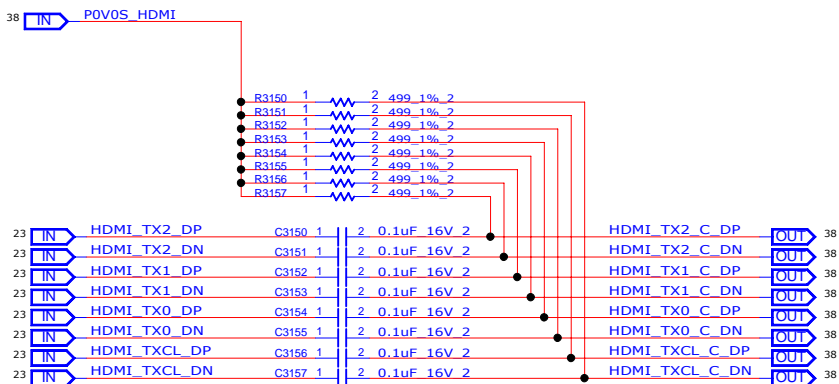 38 IN P0V0S_HDMI
R3150 1 2 499_1%_2
R3151 1 2 499_1%_2
R3152 1 2 499_1%_2
R3153 1 2 499_1%_2
R3154 1 2 499_1%_2
R3155 1 2 499_1%_2
R3156 1 2 499_1%_2
R3157 1 2 499_1%_2
23 IN HDMI_TX2_DP C3150 1 2 0.1uF_16V_2 HDMI_TX2_C_DP OUT 38
23 IN HDMI_TX2_DN C3151 1 2 0.1uF_16V_2 HDMI_TX2_C_DN OUT 38
23 IN HDMI_TX1_DP C3152 1 2 0.1uF_16V_2 HDMI_TX1_C_DP OUT 38
23 IN HDMI_TX1_DN C3153 1 2 0.1uF_16V_2 HDMI_TX1_C_DN OUT 38
23 IN HDMI_TX0_DP C3154 1 2 0.1uF_16V_2 HDMI_TX0_C_DP OUT 38
23 IN HDMI_TX0_DN C3155 1 2 0.1uF_16V_2 HDMI_TX0_C_DN OUT 38
23 IN HDMI_TXCL_DP C3156 1 2 0.1uF_16V_2 HDMI_TXCL_C_DP OUT 38
23 IN HDMI_TXCL_DN C3157 1 2 0.1uF_16V_2 HDMI_TXCL_C_DN OUT 38